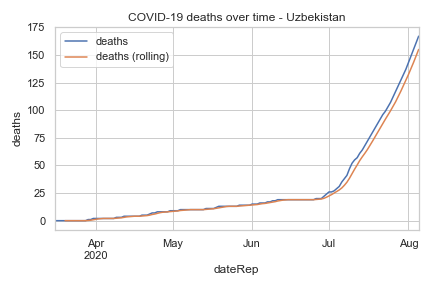 COVID-19 deaths over time - Uzbekistan
deaths
deaths (rolling)
deaths
175
150
125
100
75
50
25
0
Apr
2020
May
Jun
Jul
Aug
dateRep